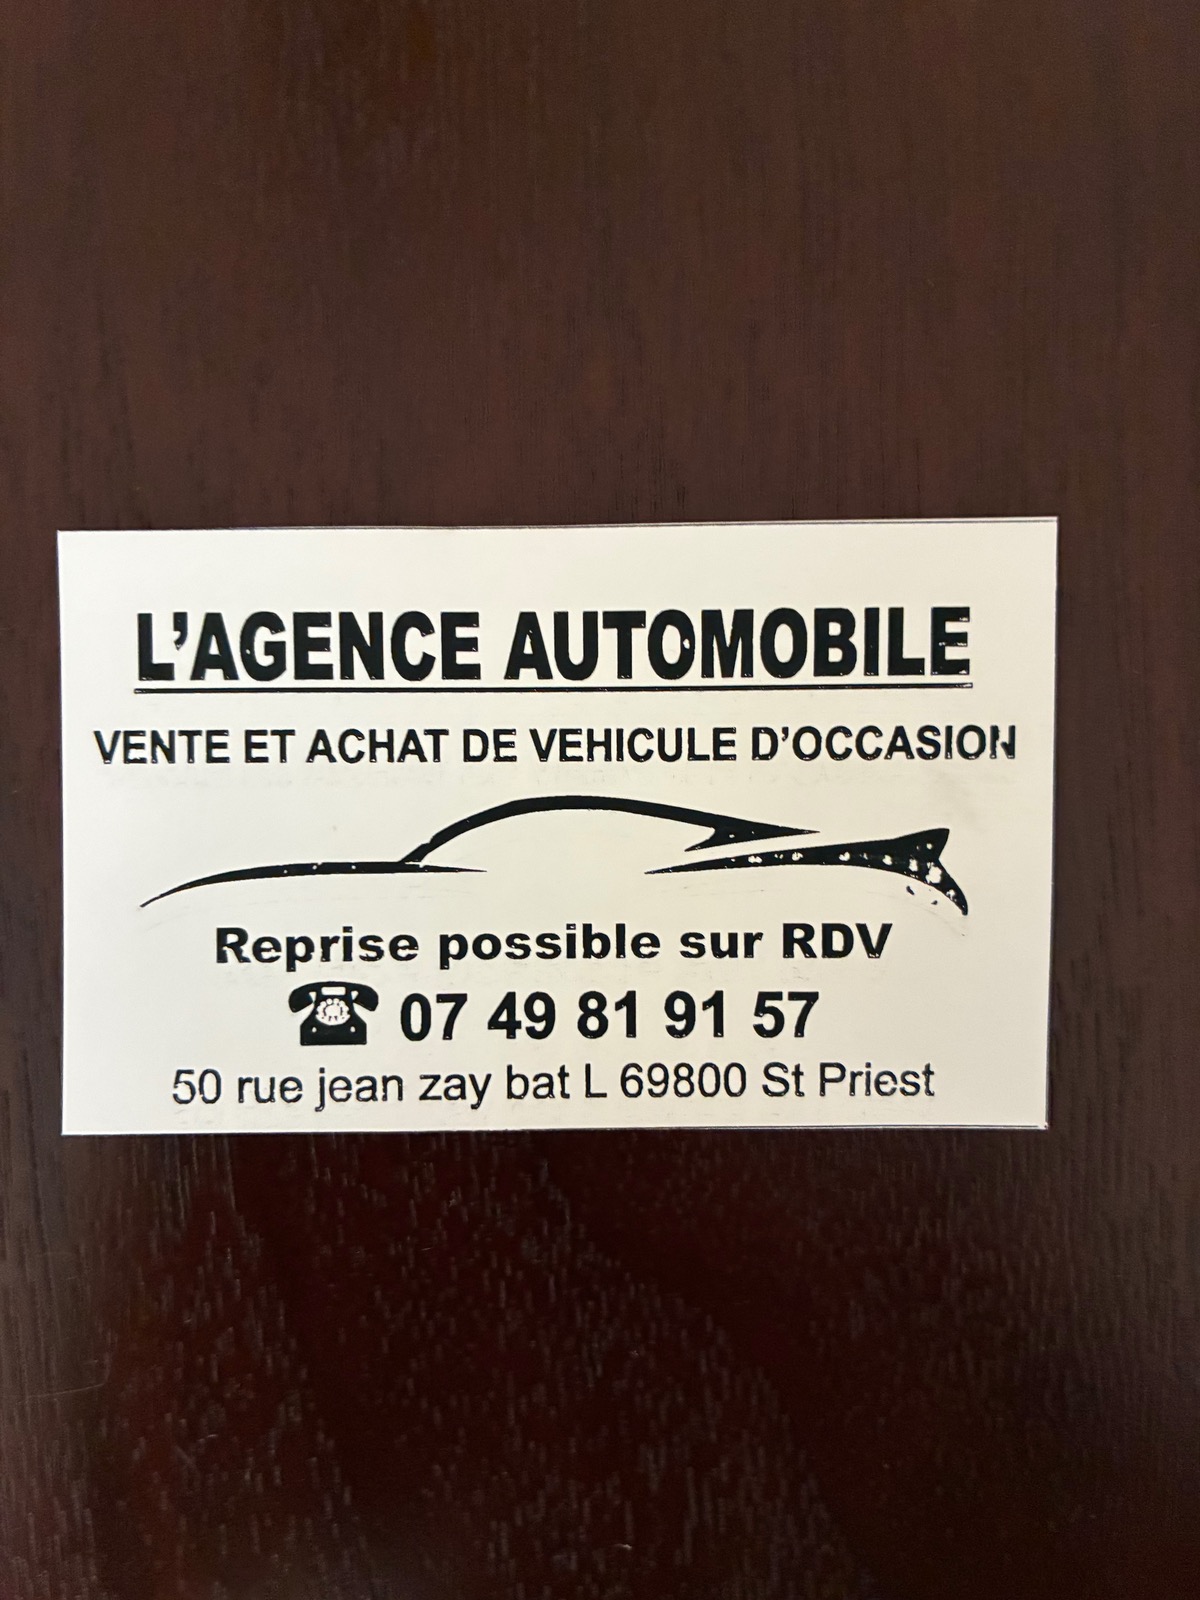 L'AGENCE AUTOMOBILE
VENTE ET ACHAT DE VEHICULE D'OCCASION
Reprise possible sur RDV
07 49 81 91 57
50 rue jean zay bat L 69800 St Priest